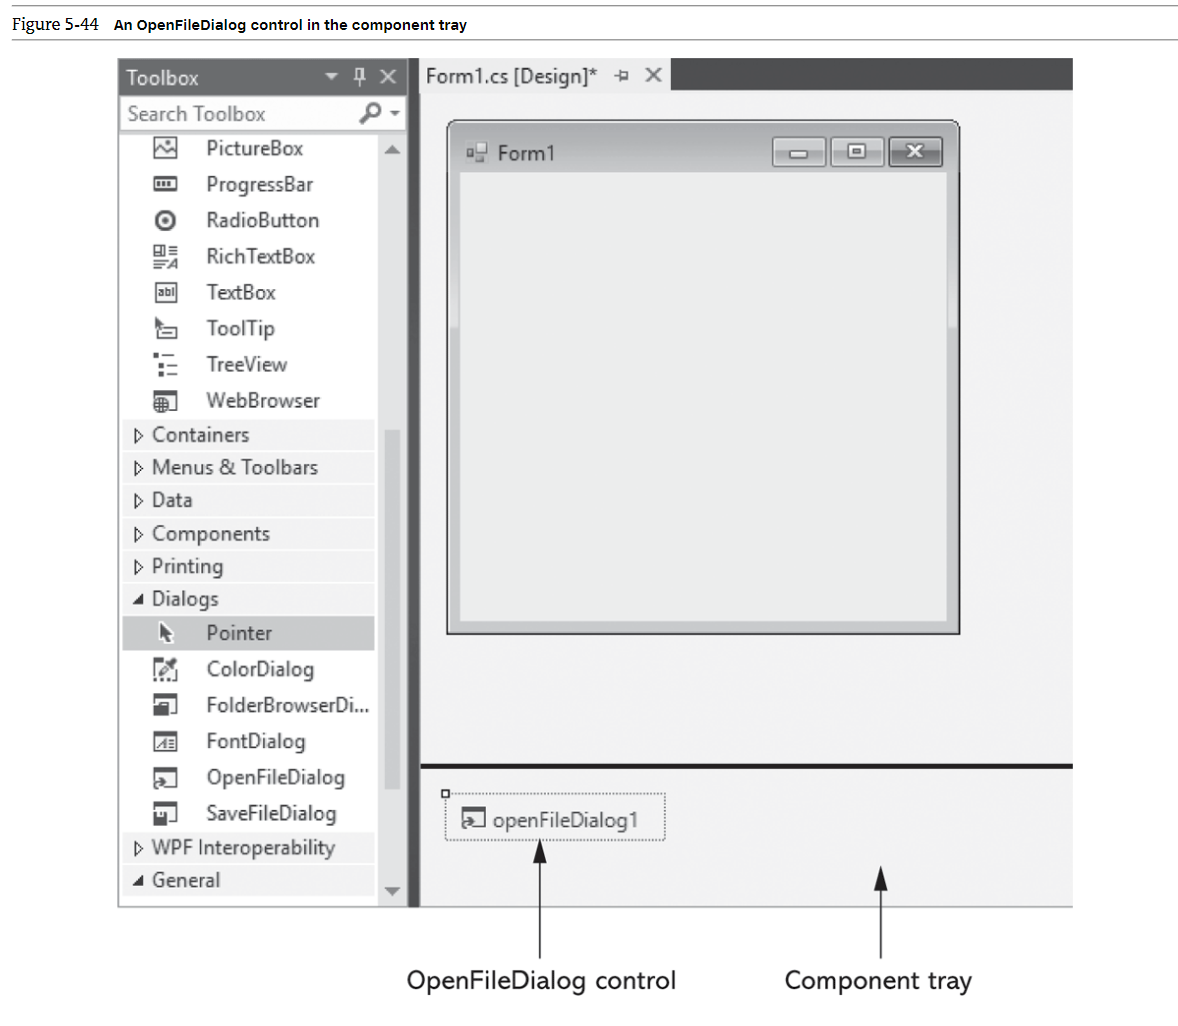 Figure 5-44 An OpenFileDialog control in the component tray
Toolbox
Search Toolbox
PictureBox
ProgressBar
RadioButton
RichTextBox
TextBox
ToolTip
TreeView
WebBrowser
Containers
Menus & Toolbars
Data
Components
Printing
Dialogs
Pointer
ColorDialog
FolderBrowserDi...
FontDialog
OpenFileDialog
SaveFileDialog
WPF Interoperability
General
Form1.cs [Design]*
Form1
openFileDialog1
OpenFileDialog control
Component tray